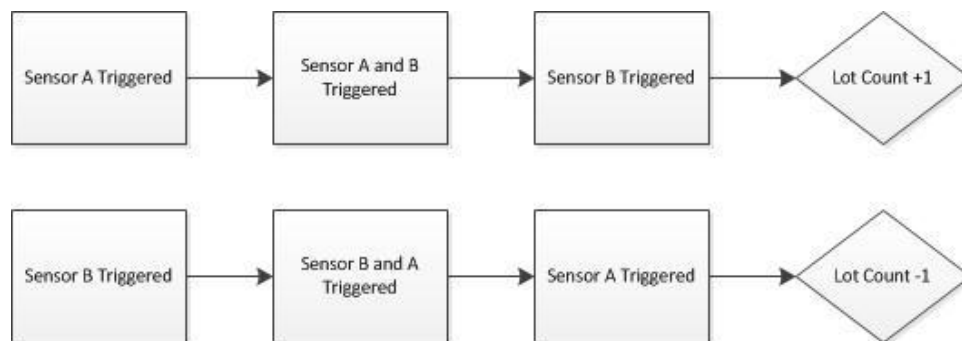 Sensor A Triggered
Sensor A and B
Triggered
Sensor B Triggered
Lot Count +1
Sensor B Triggered
Sensor B and A
Triggered
Sensor A Triggered
Lot Count -1